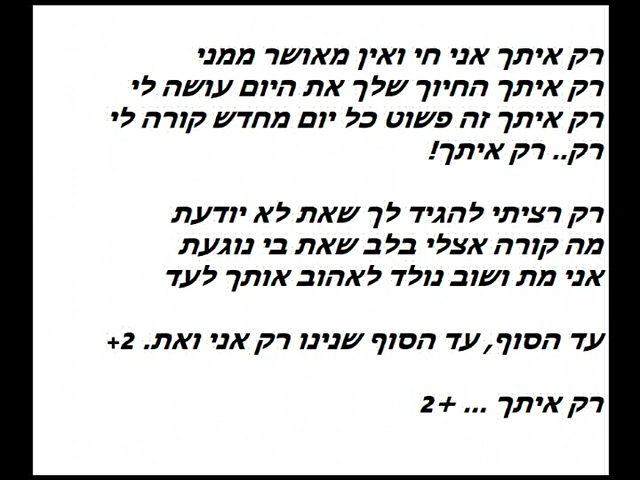 רק איתך אני חי ואין מאושר ממני
רק איתך החיוך שלך את היום עושה לי
רק איתך זה פשוט כל יום מחדש קורה לי
רק.. רק איתך!
רק רציתי להגיד לך שאת לא יודעת
מה קורה אצלי בלב שאת בי נוגעת
אני מת ושוב נולד לאהוב אותך לעד
עד הסוף, עד הסוף שנינו רק אני ואת. 2+
רק איתך ... +2